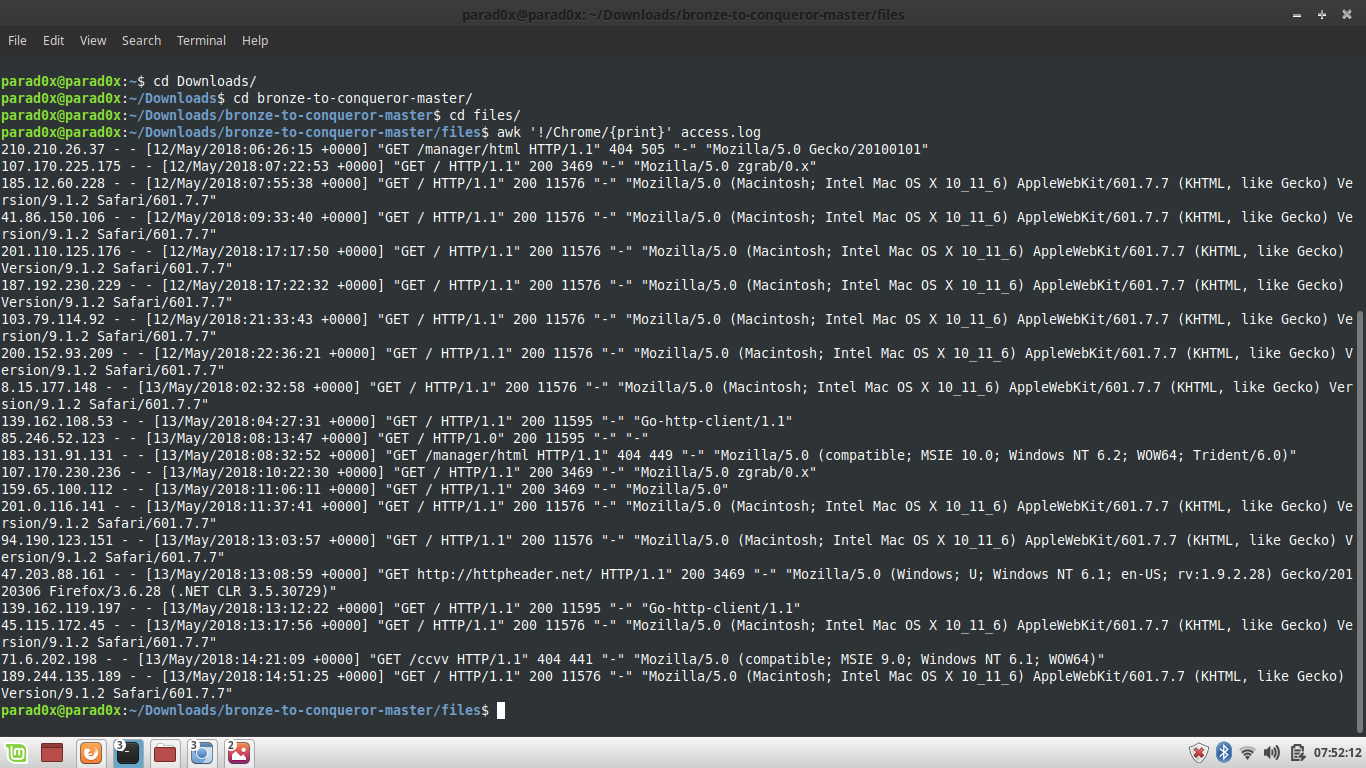 parad0x@parad0x: ~/Downloads/bronze-to-conqueror-master/files
File Edit View Search Terminal Help
parad0x@parad0x:~$ cd Downloads/
parad0x@parad0x:~/Downloads$ cd bronze-to-conqueror-master/
parad0x@parad0x:~/Downloads/bronze-to-conqueror-master$ cd files/
parad0x@parad0x:~/Downloads/bronze-to-conqueror-master/files$ awk '!/Chrome/{print}' access.log
210.210.26.37 - - [12/May/2018:06:26:15 +0000] "GET /manager/html HTTP/1.1" 404 505 "-" "Mozilla/5.0 Gecko/20100101"
107.170.225.175 - - [12/May/2018:07:22:53 +0000] "GET / HTTP/1.1" 200 3469 "-" "Mozilla/5.0 zgrab/0.x"
185.12.60.228 - - [12/May/2018:07:55:38 +0000] "GET / HTTP/1.1" 200 11576 "-" "Mozilla/5.0 (Macintosh; Intel Mac OS X 10_11_6) AppleWebKit/601.7.7 (KHTML, like Gecko) Ve
rsion/9.1.2 Safari/601.7.7"
41.86.150.106 - - [12/May/2018:09:33:40 +0000] "GET / HTTP/1.1" 200 11576 "-" "Mozilla/5.0 (Macintosh; Intel Mac OS X 10_11_6) AppleWebKit/601.7.7 (KHTML, like Gecko) Ve
rsion/9.1.2 Safari/601.7.7"
201.110.125.176 - - [12/May/2018:17:17:50 +0000] "GET / HTTP/1.1" 200 11576 "-" "Mozilla/5.0 (Macintosh; Intel Mac OS X 10_11_6) AppleWebKit/601.7.7 (KHTML, like Gecko)
Version/9.1.2 Safari/601.7.7"
187.192.230.229 - - [12/May/2018:17:22:32 +0000] "GET / HTTP/1.1" 200 11576 "-" "Mozilla/5.0 (Macintosh; Intel Mac OS X 10_11_6) AppleWebKit/601.7.7 (KHTML, like Gecko)
Version/9.1.2 Safari/601.7.7"
103.79.114.92 - - [12/May/2018:21:33:43 +0000] "GET / HTTP/1.1" 200 11576 "-" "Mozilla/5.0 (Macintosh; Intel Mac OS X 10_11_6) AppleWebKit/601.7.7 (KHTML, like Gecko) Ve
rsion/9.1.2 Safari/601.7.7"
200.152.93.209 - - [12/May/2018:22:36:21 +0000] "GET / HTTP/1.1" 200 11576 "-" "Mozilla/5.0 (Macintosh; Intel Mac OS X 10_11_6) AppleWebKit/601.7.7 (KHTML, like Gecko) V
ersion/9.1.2 Safari/601.7.7"
8.15.177.148 - - [13/May/2018:02:32:58 +0000] "GET / HTTP/1.1" 200 11576 "-" "Mozilla/5.0 (Macintosh; Intel Mac OS X 10_11_6) AppleWebKit/601.7.7 (KHTML, like Gecko) Ver
sion/9.1.2 Safari/601.7.7"
139.162.108.53 - - [13/May/2018:04:27:31 +0000] "GET / HTTP/1.1" 200 11595 "-" "Go-http-client/1.1"
85.246.52.123 - - [13/May/2018:08:13:47 +0000] "GET / HTTP/1.0" 200 11595 "-" "-"
183.131.91.131 - - [13/May/2018:08:32:52 +0000] "GET /manager/html HTTP/1.1" 404 449 "-" "Mozilla/5.0 (compatible; MSIE 10.0; Windows NT 6.2; WOW64; Trident/6.0)"
107.170.230.236 - - [13/May/2018:10:22:30 +0000] "GET / HTTP/1.1" 200 3469 "-" "Mozilla/5.0 zgrab/0.x"
159.65.100.112 - - [13/May/2018:11:06:11 +0000] "GET / HTTP/1.1" 200 3469 "-" "Mozilla/5.0"
201.0.116.141 - - [13/May/2018:11:37:41 +0000] "GET / HTTP/1.1" 200 11576 "-" "Mozilla/5.0 (Macintosh; Intel Mac OS X 10_11_6) AppleWebKit/601.7.7 (KHTML, like Gecko) Ve
rsion/9.1.2 Safari/601.7.7"
94.190.123.151 - - [13/May/2018:13:03:57 +0000] "GET / HTTP/1.1" 200 11576 "-" "Mozilla/5.0 (Macintosh; Intel Mac OS X 10_11_6) AppleWebKit/601.7.7 (KHTML, like Gecko) V
ersion/9.1.2 Safari/601.7.7"
47.203.88.161 - - [13/May/2018:13:08:59 +0000] "GET http://httpheader.net/ HTTP/1.1" 200 3469 "-" "Mozilla/5.0 (Windows; U; Windows NT 6.1; en-US; rv:1.9.2.28) Gecko/201
20306 Firefox/3.6.28 (.NET CLR 3.5.30729)"
139.162.119.197 - - [13/May/2018:13:12:22 +0000] "GET / HTTP/1.1" 200 11595 "-" "Go-http-client/1.1"
45.115.172.45 - - [13/May/2018:13:17:56 +0000] "GET / HTTP/1.1" 200 11576 "-" "Mozilla/5.0 (Macintosh; Intel Mac OS X 10_11_6) AppleWebKit/601.7.7 (KHTML, like Gecko) Ve
rsion/9.1.2 Safari/601.7.7"
71.6.202.198 - - [13/May/2018:14:21:09 +0000] "GET /ccvv HTTP/1.1" 404 441 "-" "Mozilla/5.0 (compatible; MSIE 9.0; Windows NT 6.1; WOW64)"
189.244.135.189 - - [13/May/2018:14:51:25 +0000] "GET / HTTP/1.1" 200 11576 "-" "Mozilla/5.0 (Macintosh; Intel Mac OS X 10_11_6) AppleWebKit/601.7.7 (KHTML, like Gecko)
Version/9.1.2 Safari/601.7.7"
parad0x@parad0x:~/Downloads/bronze-to-conqueror-master/files$
3 3 2 07:52:12